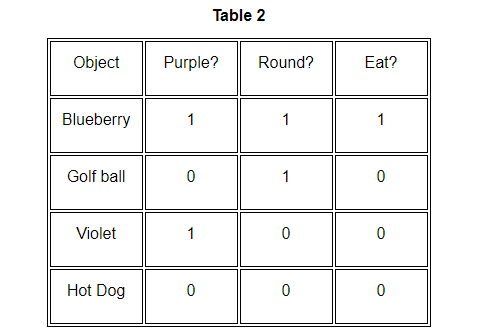 Table 2
Object Purple? Round? Eat?
Blueberry 1 1 1
Golf ball 0 1 0
Violet 1 0 0
Hot Dog 0 0 0